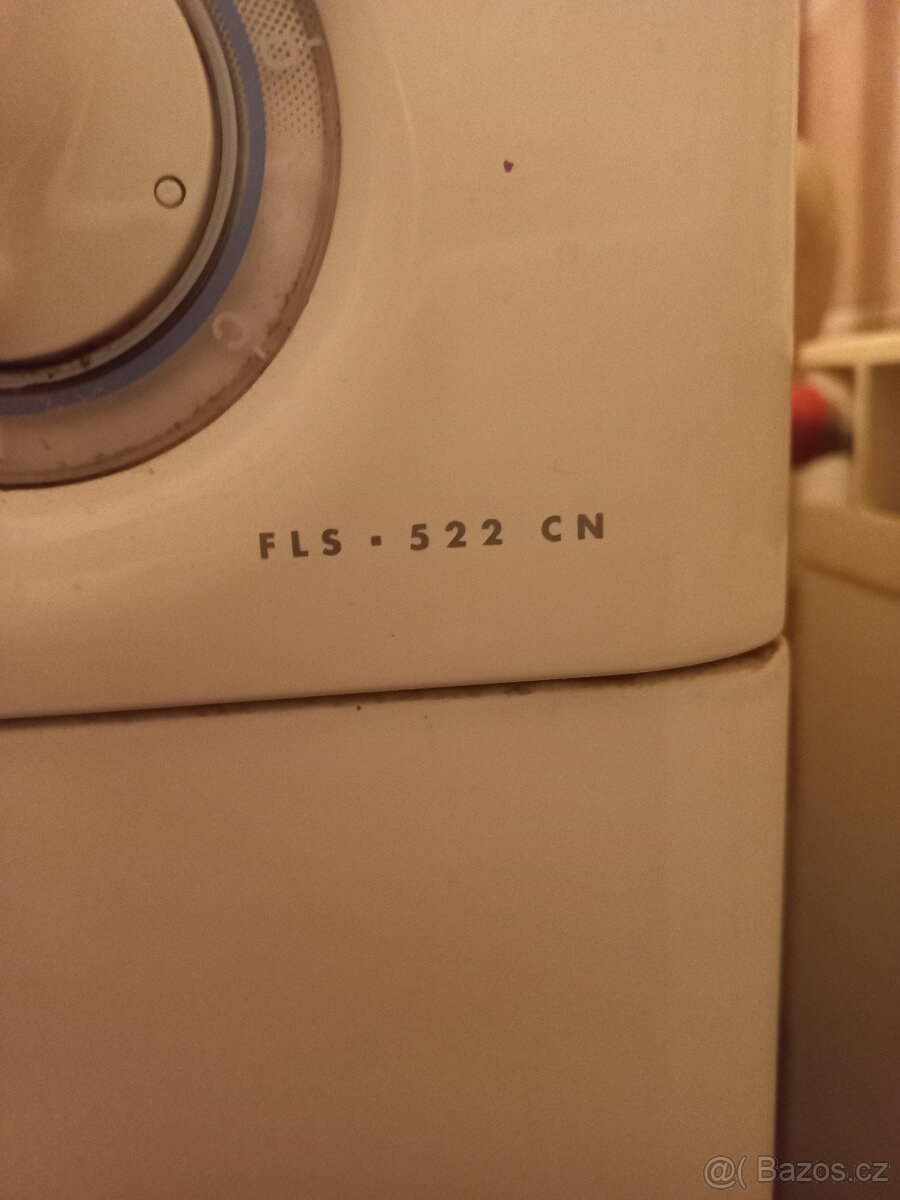 FLS · 522 CN
@( Bazos.cz